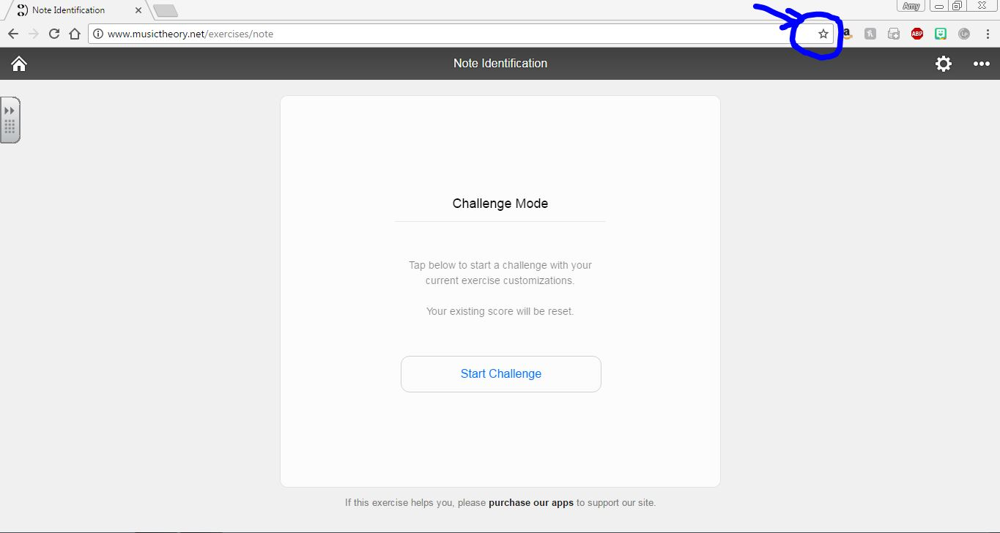 Note Identification
Amy
www.musictheory.net/exercises/note
a
ABP
LP
Note Identification
Challenge Mode
Tap below to start a challenge with your
current exercise customizations.
Your existing score will be reset.
Start Challenge
If this exercise helps you, please purchase our apps to support our site.